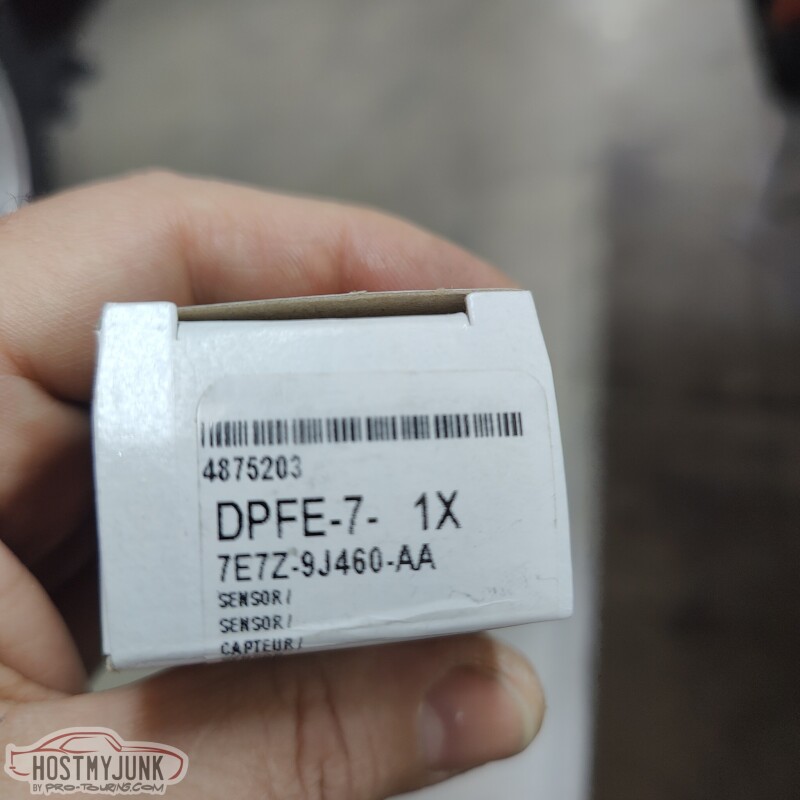 4875203
DPFE-7- 1X
7E7Z-9J460-AA
SENSOR/
SENSOR/
CAPTEUR/
HOSTMYJUNK
BY PRO-TOURING.COM